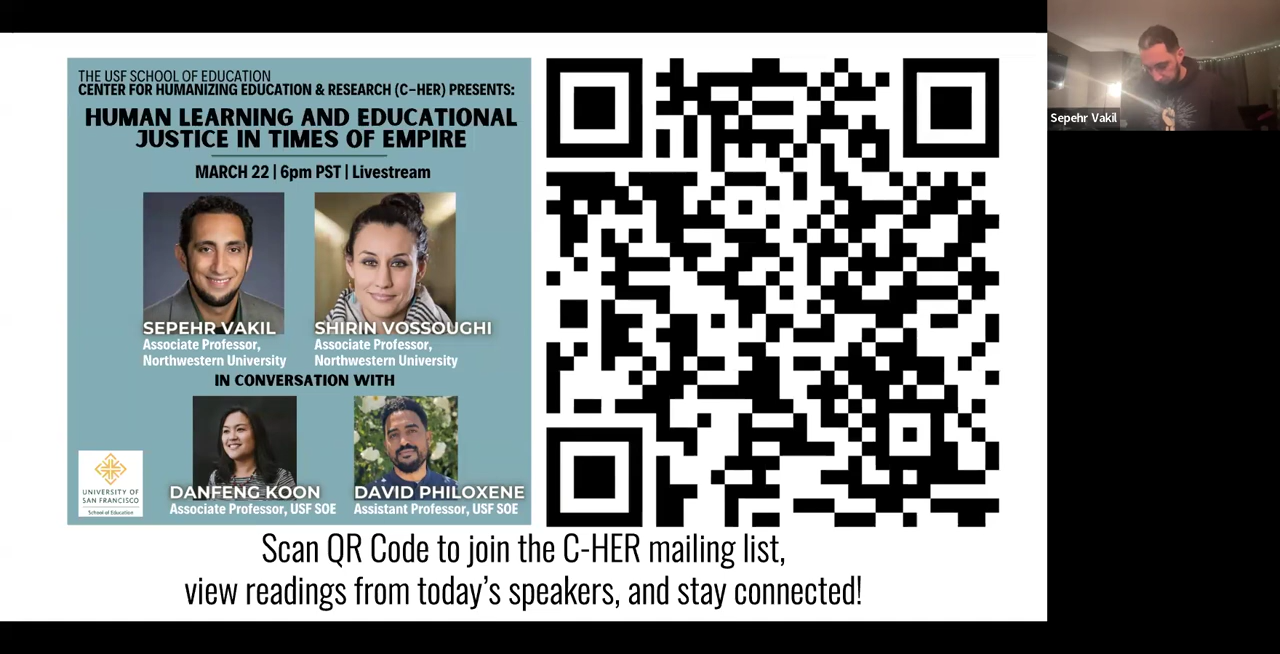 THE USF SCHOOL OF EDUCATION
CENTER FOR HUMANIZING EDUCATION & RESEARCH (C-HER) PRESENTS:
HUMAN LEARNING AND EDUCATIONAL
JUSTICE IN TIMES OF EMPIRE
MARCH 22 | 6pm PST | Livestream
SEPEHR VAKIL
Associate Professor,
Northwestern University
SHIRIN VOSSOUGHI
Associate Professor,
Northwestern University
IN CONVERSATION WITH
DANFENG KOON
Associate Professor, USF SOE
DAVID PHILOXENE
Assistant Professor, USF SOE
UNIVERSITY OF
SAN FRANCISCO
School of Education
Scan QR Code to join the C-HER mailing list,
view readings from today's speakers, and stay connected!
Sepehr Vakil